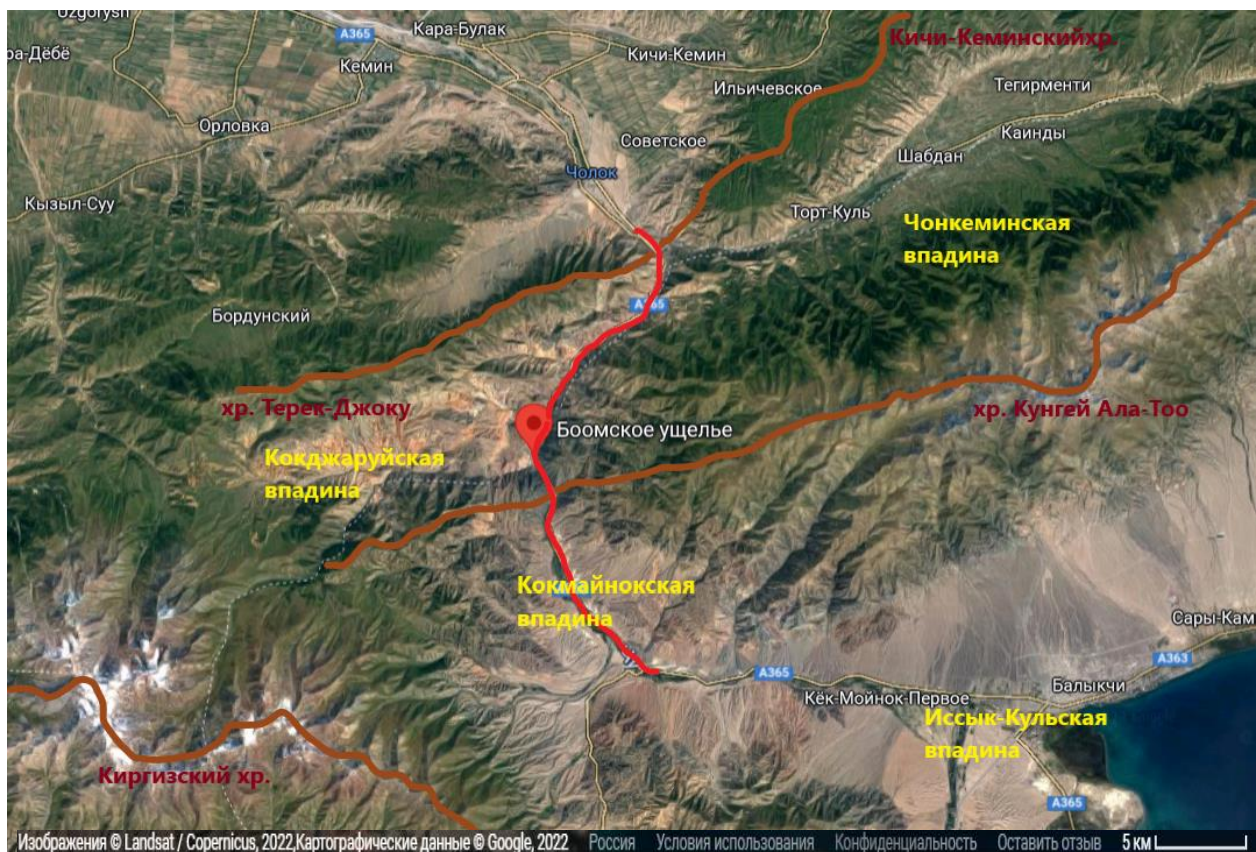 Uzgorysh
Кара-Булак
A365
Кичи-Кеминскийхр.
Кичи-Кемин
ра-Дёбё
Кемин
Ильичевское
Тегирменти
Орловка
Советское
Каинды
Шабдан
Чолок
Кызыл-Суу
Торт-Куль
Чонкеминская
впадина
A365
Бордунский
хр. Терек-Джоку
хр. Кунгей Ала-Тоо
Боомское ущелье
Кокджаруйская
впадина
Кокмайнокская
впадина
Сары-Кам
A363
A365
Балыкчи
Кёк-Мойнок-Первое
Иссык-Кульская
впадина
Киргизский хр.
A365
Изображения © Landsat / Copernicus, 2022,Картографические данные © Google, 2022 Россия Условия использования Конфиденциальность Оставить отзыв 5 км